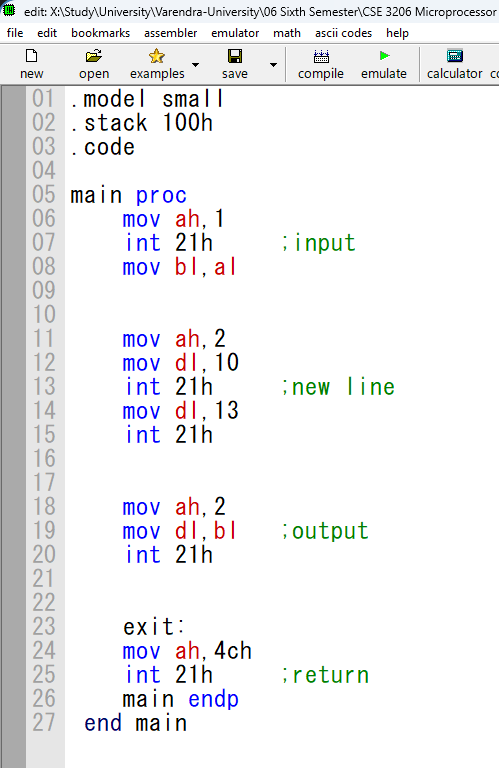 edit: X:\Study\University\Varendra-University\06 Sixth Semester\CSE 3206 Microprocessor
file edit bookmarks assembler emulator math ascii codes help
new open examples save compile emulate calculator
01 .model small
02 .stack 100h
03 .code
04
05 main proc
06 mov ah,1
07 int 21h ;input
08 mov bl,al
09
10
11 mov ah,2
12 mov dl,10
13 int 21h ;new line
14 mov dl,13
15 int 21h
16
17
18 mov ah,2
19 mov dl,bl ;output
20 int 21h
21
22
23 exit:
24 mov ah,4ch
25 int 21h ;return
26 main endp
27 end main